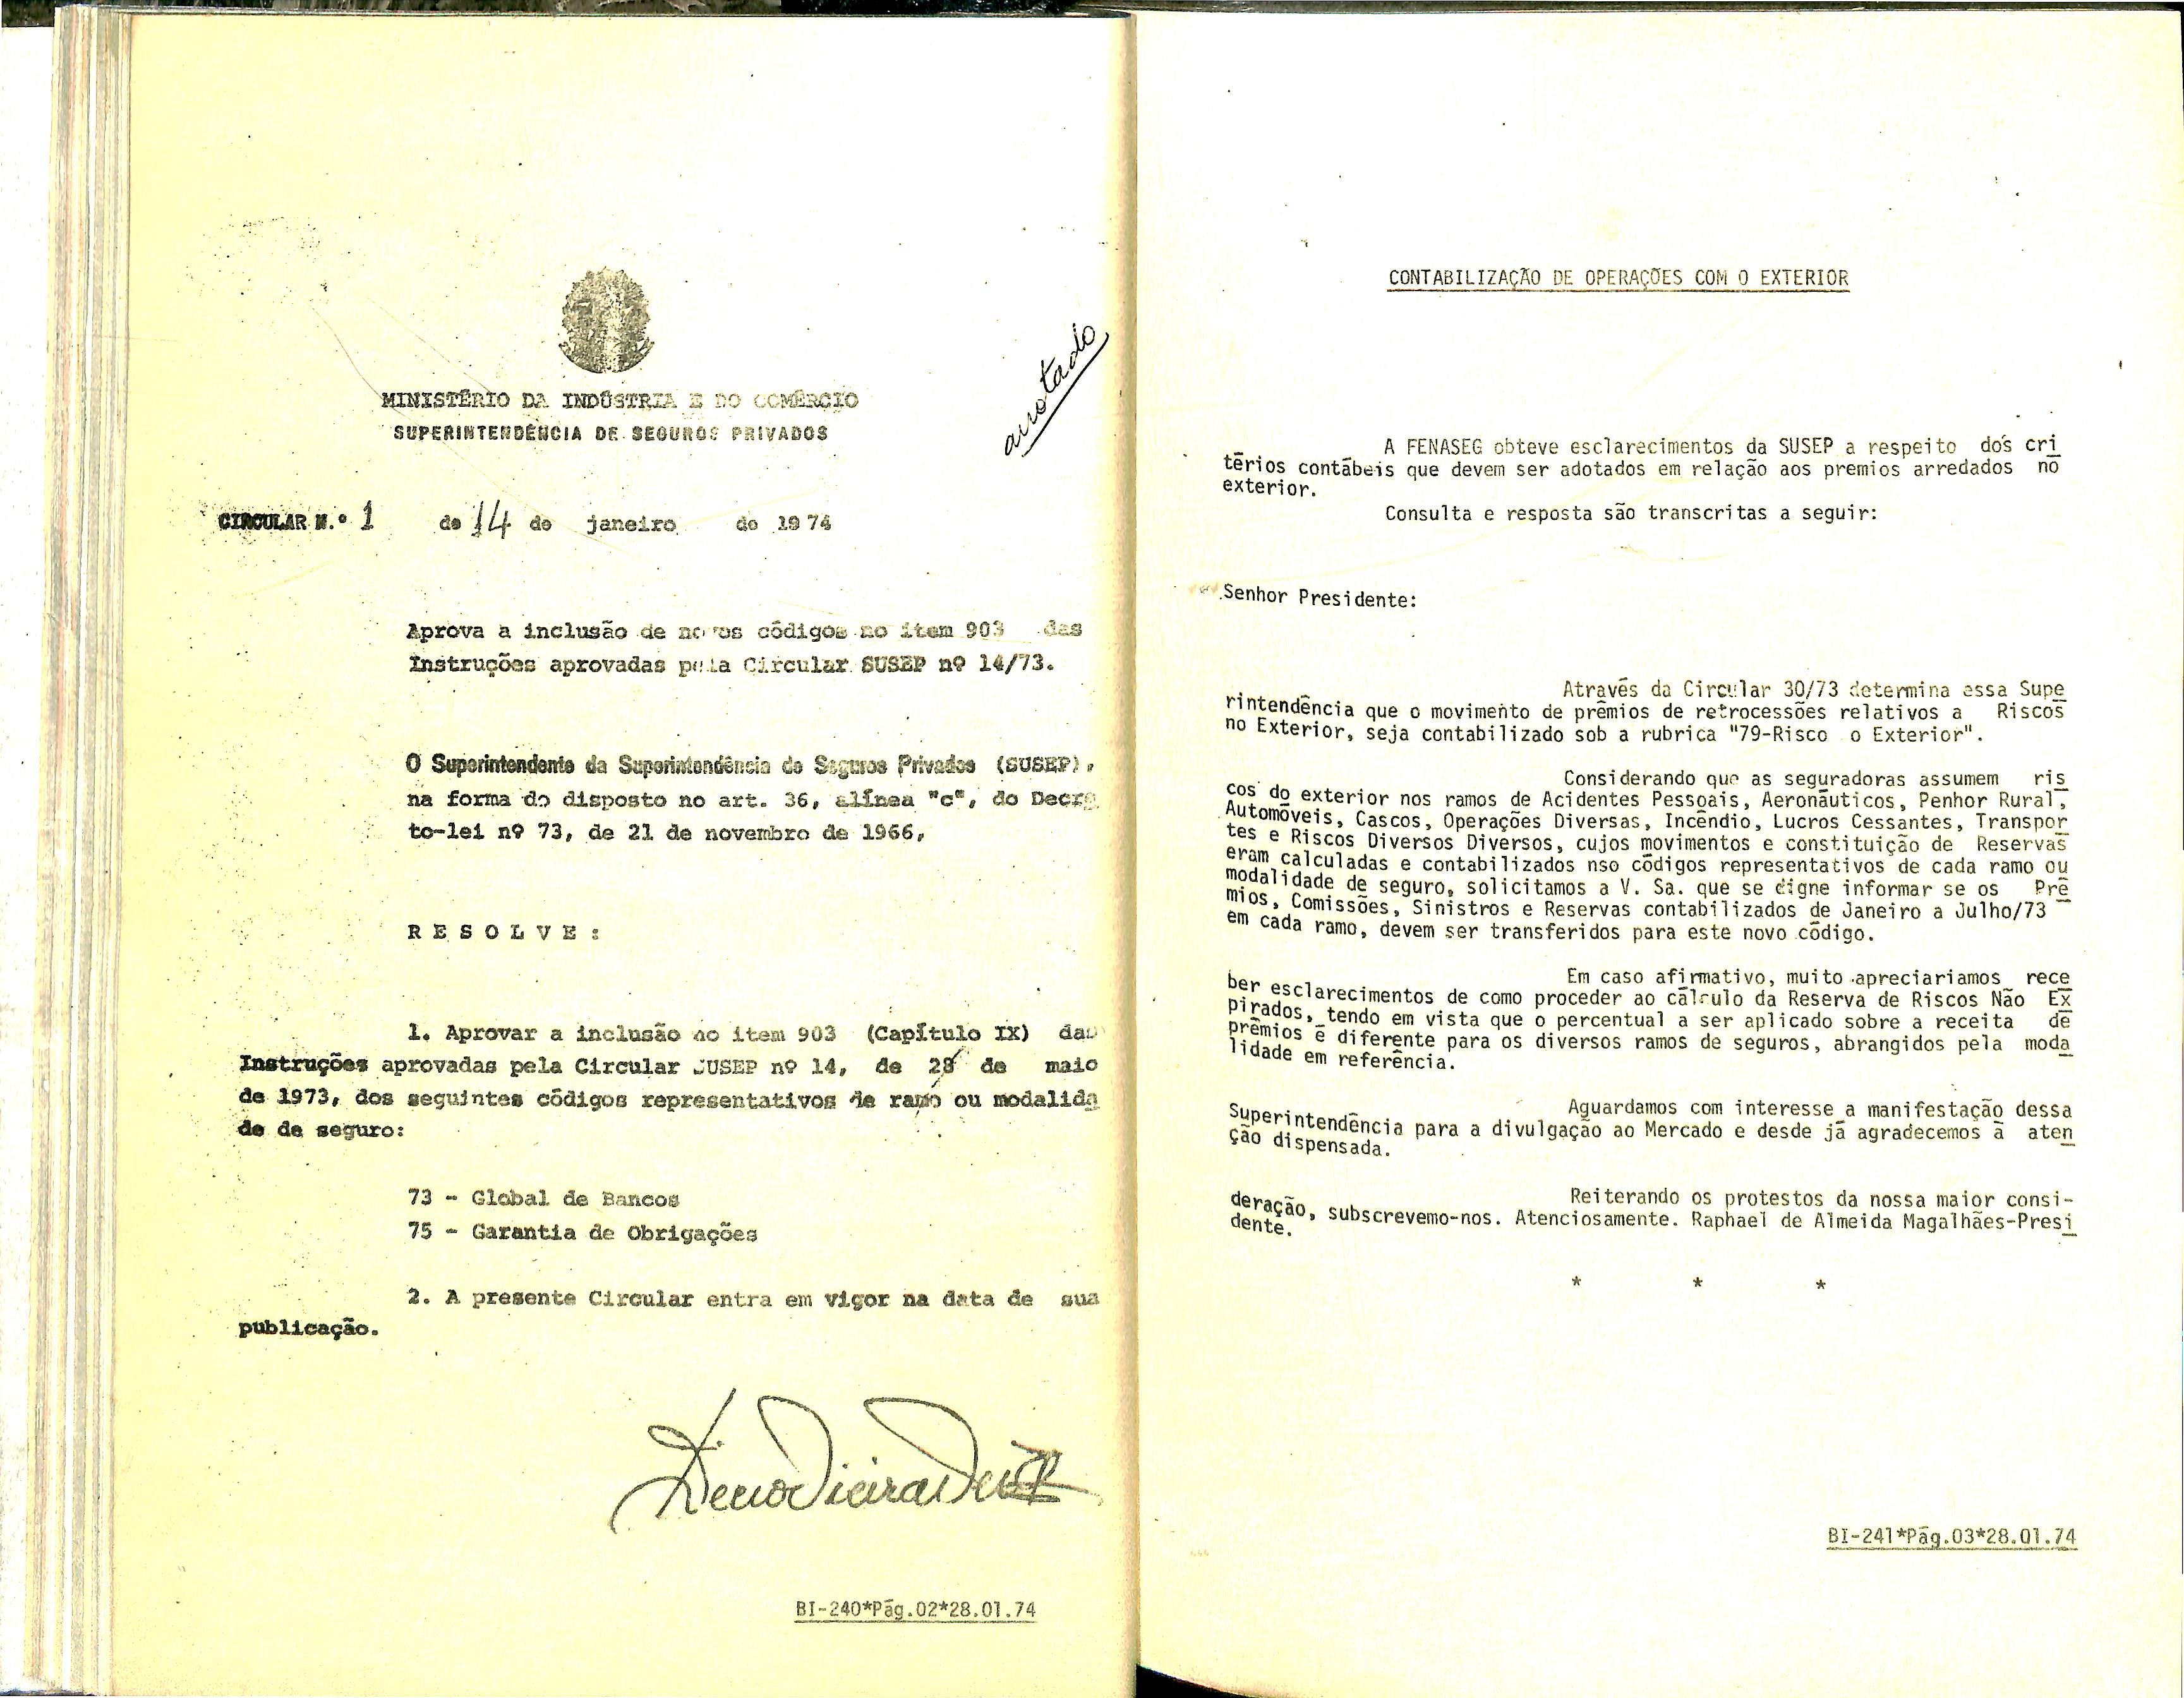 MINISTÉRIO DA INDÚSTRIA E DO COMÉRCIO
SUPERINTENDÊNCIA DE SEGUROS PRIVADOS
anotado
CIRCULAR N.º 1 de 14 de janeiro de 1974
Aprova a inclusão de novos códigos no item 903 das
Instruções aprovadas pela Circular SUSEP nº 14/73.
O Superintendente da Superintendência de Seguros Privados (SUSEP),
na forma do disposto no art. 36, alínea "c", do Decre
to-lei nº 73, de 21 de novembro de 1966,
R E S O L V E :
1. Aprovar a inclusão no item 903 (Capítulo IX) das
Instruções aprovadas pela Circular SUSEP nº 14, de 28 de maio
de 1973, dos seguintes códigos representativos de ramo ou modalida
de de seguro:
73 - Global de Bancos
75 - Garantia de Obrigações
2. A presente Circular entra em vigor na data de sua
publicação.
BI-240*Pág.02*28.01.74
CONTABILIZAÇÃO DE OPERAÇÕES COM O EXTERIOR
A FENASEG obteve esclarecimentos da SUSEP a respeito dos cri
térios contábeis que devem ser adotados em relação aos premios arredados no
exterior.
Consulta e resposta são transcritas a seguir:
Senhor Presidente:
Através da Circular 30/73 determina essa Supe
rintendência que o movimento de prêmios de retrocessões relativos a Riscos
no Exterior, seja contabilizado sob a rubrica "79-Risco o Exterior".
Considerando que as seguradoras assumem ris
cos do exterior nos ramos de Acidentes Pessoais, Aeronáuticos, Penhor Rural,
Automóveis, Cascos, Operações Diversas, Incêndio, Lucros Cessantes, Transpor
tes e Riscos Diversos Diversos, cujos movimentos e constituição de Reservas
eram calculadas e contabilizados nso códigos representativos de cada ramo ou
modalidade de seguro, solicitamos a V. Sa. que se digne informar se os Prê
mios, Comissões, Sinistros e Reservas contabilizados de Janeiro a Julho/73
em cada ramo, devem ser transferidos para este novo código.
Em caso afirmativo, muito apreciariamos rece
ber esclarecimentos de como proceder ao cálculo da Reserva de Riscos Não Ex
pirados, tendo em vista que o percentual a ser aplicado sobre a receita de
prêmios é diferente para os diversos ramos de seguros, abrangidos pela moda
lidade em referência.
Aguardamos com interesse a manifestação dessa
Superintendência para a divulgação ao Mercado e desde já agradecemos à aten
ção dispensada.
Reiterando os protestos da nossa maior consi-
deração, subscrevemo-nos. Atenciosamente. Raphael de Almeida Magalhães-Presi
dente.
* * *
BI-241*Pág.03*28.01.74